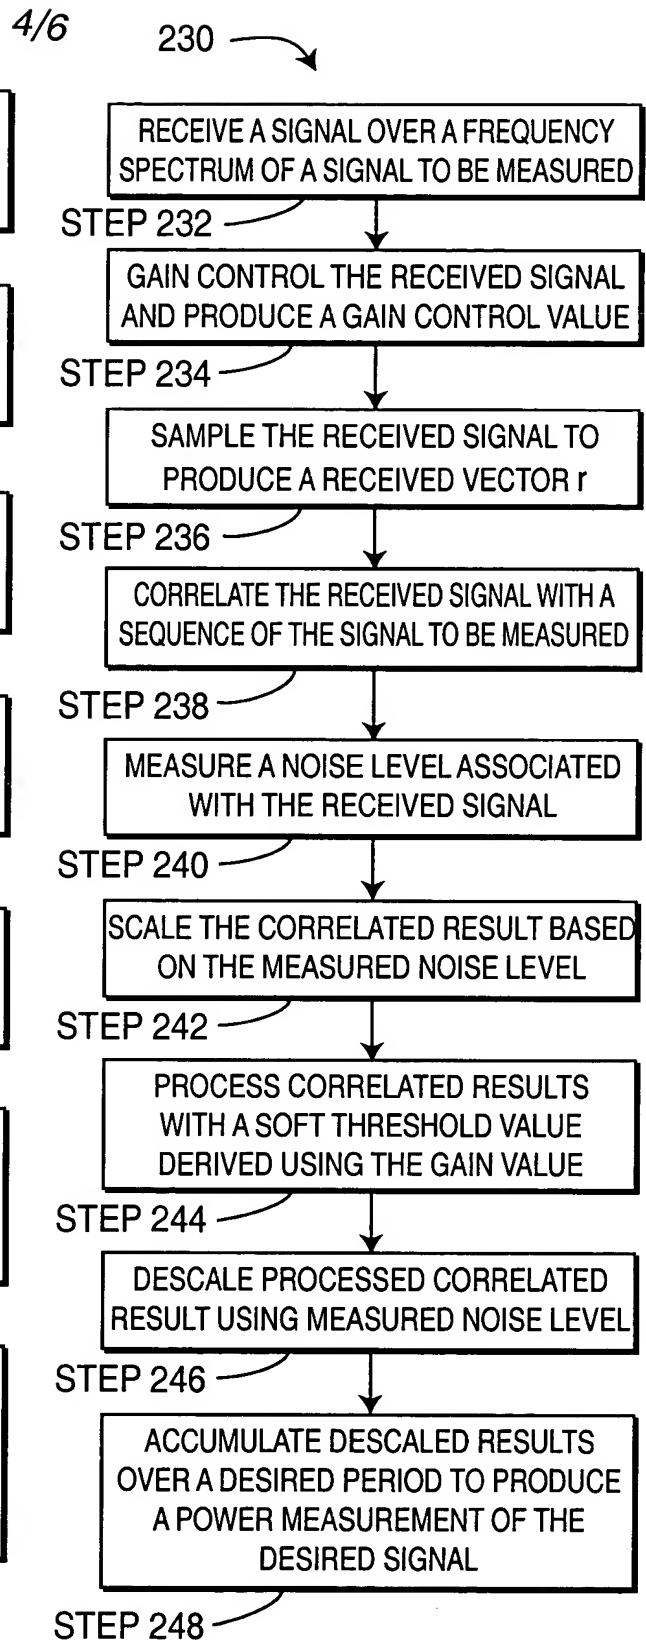 4/6
230
RECEIVE A SIGNAL OVER A FREQUENCY
SPECTRUM OF A SIGNAL TO BE MEASURED
STEP 232
GAIN CONTROL THE RECEIVED SIGNAL
AND PRODUCE A GAIN CONTROL VALUE
STEP 234
SAMPLE THE RECEIVED SIGNAL TO
PRODUCE A RECEIVED VECTOR r
STEP 236
CORRELATE THE RECEIVED SIGNAL WITH A
SEQUENCE OF THE SIGNAL TO BE MEASURED
STEP 238
MEASURE A NOISE LEVEL ASSOCIATED
WITH THE RECEIVED SIGNAL
STEP 240
SCALE THE CORRELATED RESULT BASED
ON THE MEASURED NOISE LEVEL
STEP 242
PROCESS CORRELATED RESULTS
WITH A SOFT THRESHOLD VALUE
DERIVED USING THE GAIN VALUE
STEP 244
DESCALE PROCESSED CORRELATED
RESULT USING MEASURED NOISE LEVEL
STEP 246
ACCUMULATE DESCALED RESULTS
OVER A DESIRED PERIOD TO PRODUCE
A POWER MEASUREMENT OF THE
DESIRED SIGNAL
STEP 248